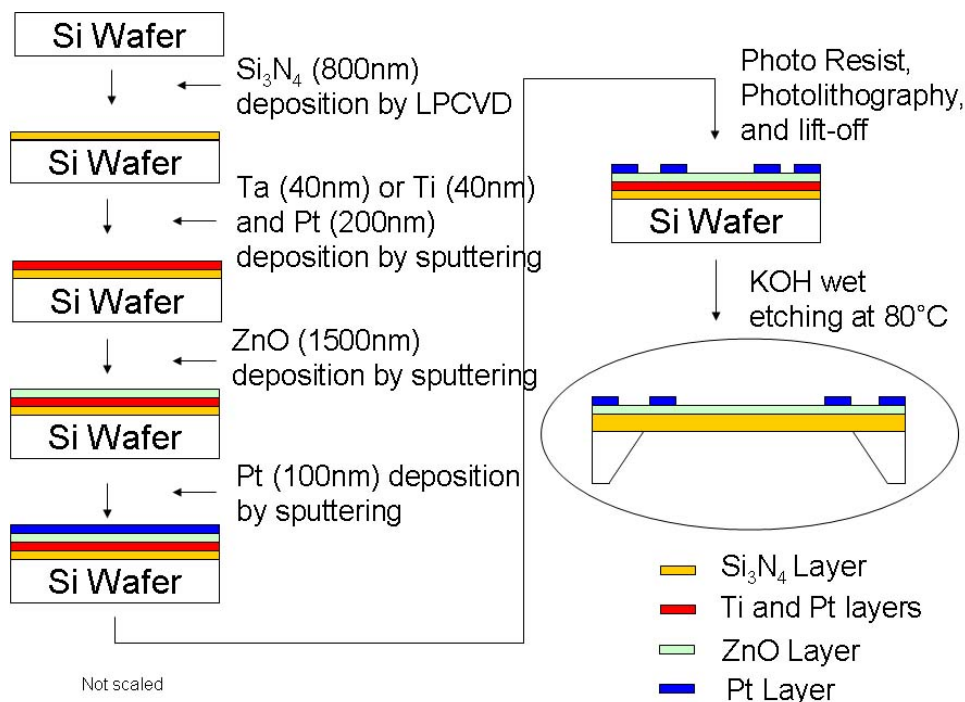 Si Wafer
Si₃N₄ (800nm)
deposition by LPCVD
Si Wafer
Ta (40nm) or Ti (40nm)
and Pt (200nm)
deposition by sputtering
Si Wafer
ZnO (1500nm)
deposition by sputtering
Si Wafer
Pt (100nm) deposition
by sputtering
Si Wafer
Not scaled
Photo Resist,
Photolithography,
and lift-off
Si Wafer
KOH wet
etching at 80°C
Si₃N₄ Layer
Ti and Pt layers
ZnO Layer
Pt Layer